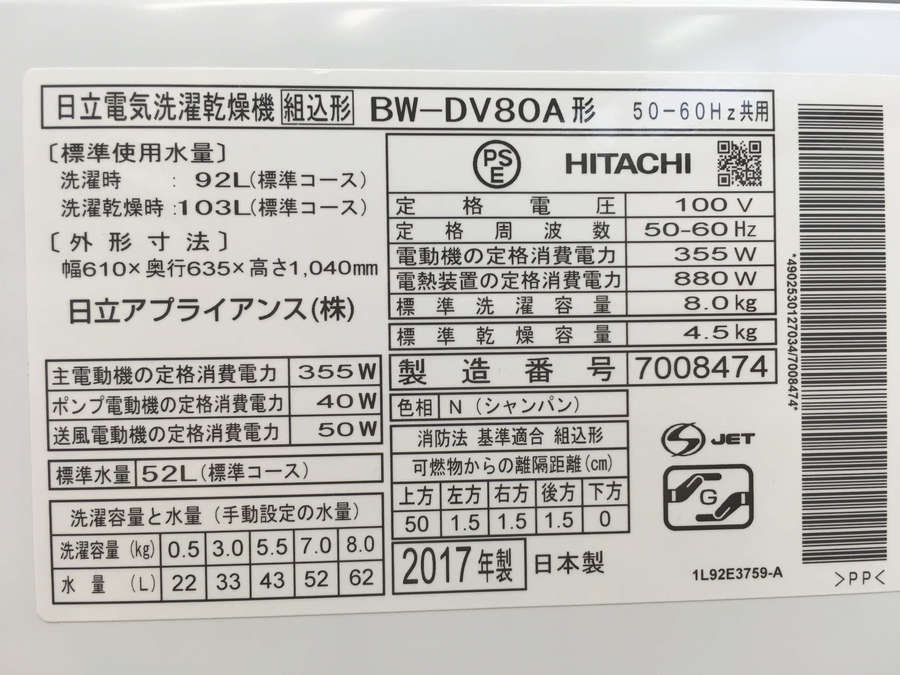 日立電気洗濯乾燥機 組込形 BW-DV80A形 50-60Hz共用
〔標準使用水量〕
洗濯時 : 92L(標準コース)
洗濯乾燥時:103L(標準コース)
〔外形寸法〕
幅610×奥行635×高さ1,040mm
日立アプライアンス(株)
主電動機の定格消費電力 355W
ポンプ電動機の定格消費電力 40W
送風電動機の定格消費電力 50W
標準水量 52L(標準コース)
洗濯容量と水量(手動設定の水量)
洗濯容量(kg) 0.5 3.0 5.5 7.0 8.0
水量(L) 22 33 43 52 62
PSE HITACHI
定格電圧 100V
定格周波数 50-60Hz
電動機の定格消費電力 355W
電熱装置の定格消費電力 880W
標準洗濯容量 8.0kg
標準乾燥容量 4.5kg
製造番号 7008474
色相 N(シャンパン)
消防法 基準適合 組込形
可燃物からの離隔距離(cm)
上方 左方 右方 後方 下方
50 1.5 1.5 1.5 0
2017年製 日本製
S JET
G
1L92E3759-A
*4902530127034/7008474*
>PP<